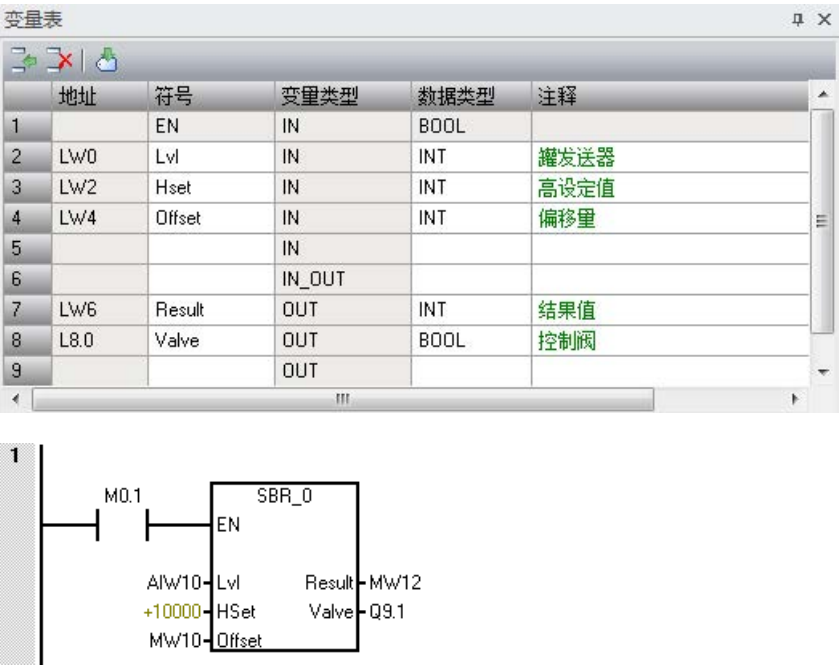 变量表
地址 符号 变量类型 数据类型 注释
1 EN IN BOOL
2 LW0 Lvl IN INT 罐发送器
3 LW2 Hset IN INT 高设定值
4 LW4 Offset IN INT 偏移量
5 IN
6 IN_OUT
7 LW6 Result OUT INT 结果值
8 L8.0 Valve OUT BOOL 控制阀
9 OUT
1
M0.1 SBR_0
EN
AIW10 Lvl Result MW12
+10000 HSet Valve Q9.1
MW10 Offset